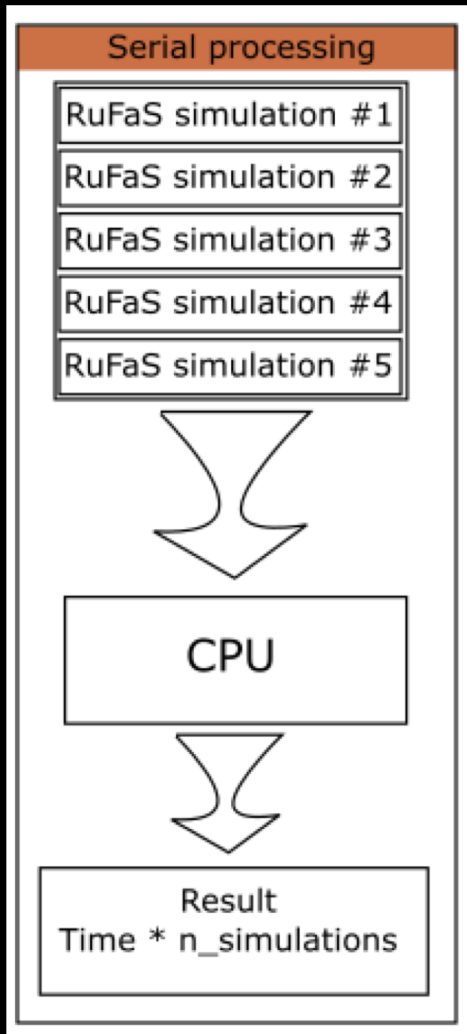 Serial processing
RuFaS simulation #1
RuFaS simulation #2
RuFaS simulation #3
RuFaS simulation #4
RuFaS simulation #5
CPU
Result
Time * n_simulations